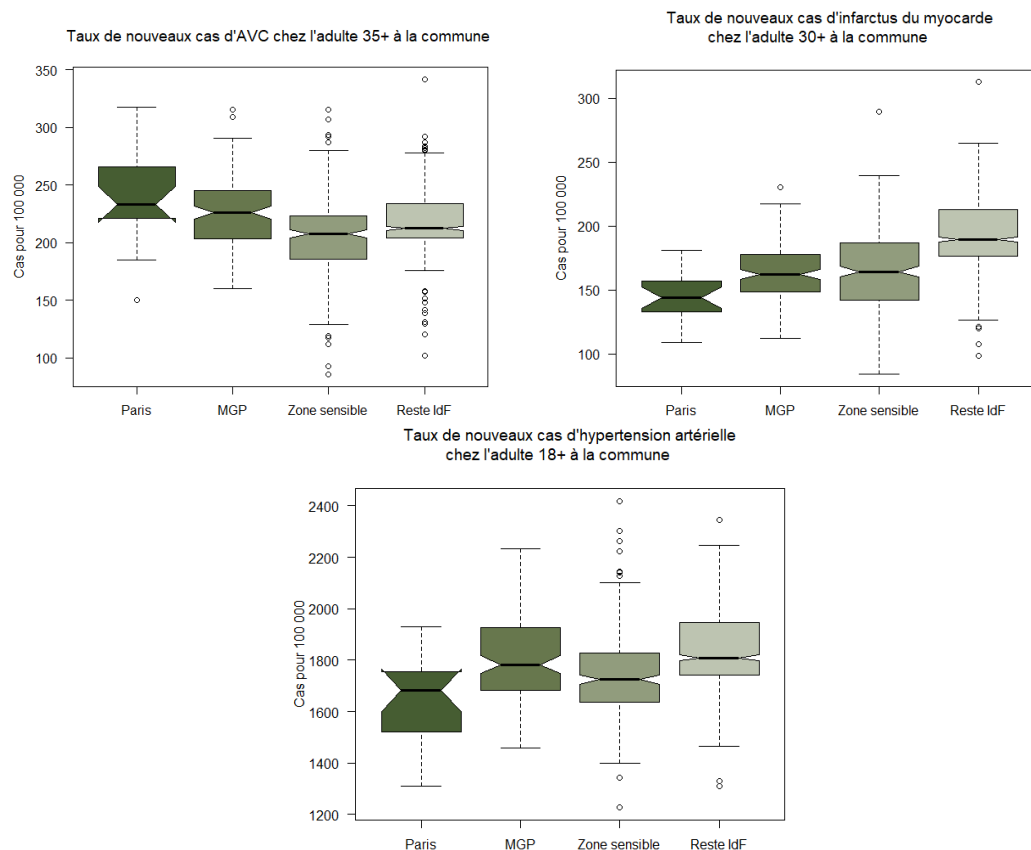 Taux de nouveaux cas d'AVC chez l'adulte 35+ à la commune
Cas pour 100 000
350
300
250
200
150
100
Paris MGP Zone sensible Reste IdF
Taux de nouveaux cas d'infarctus du myocarde
chez l'adulte 30+ à la commune
Cas pour 100 000
300
250
200
150
100
Paris MGP Zone sensible Reste IdF
Taux de nouveaux cas d'hypertension artérielle
chez l'adulte 18+ à la commune
Cas pour 100 000
2400
2200
2000
1800
1600
1400
1200
Paris MGP Zone sensible Reste IdF